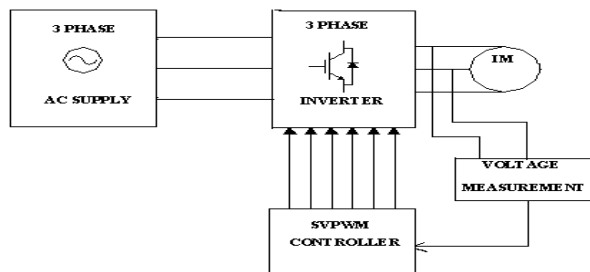 3 PHASE
AC SUPPLY
3 PHASE
INVERTER
IM
VOLTAGE
MEASUREMENT
SVPWM
CONTROLLER